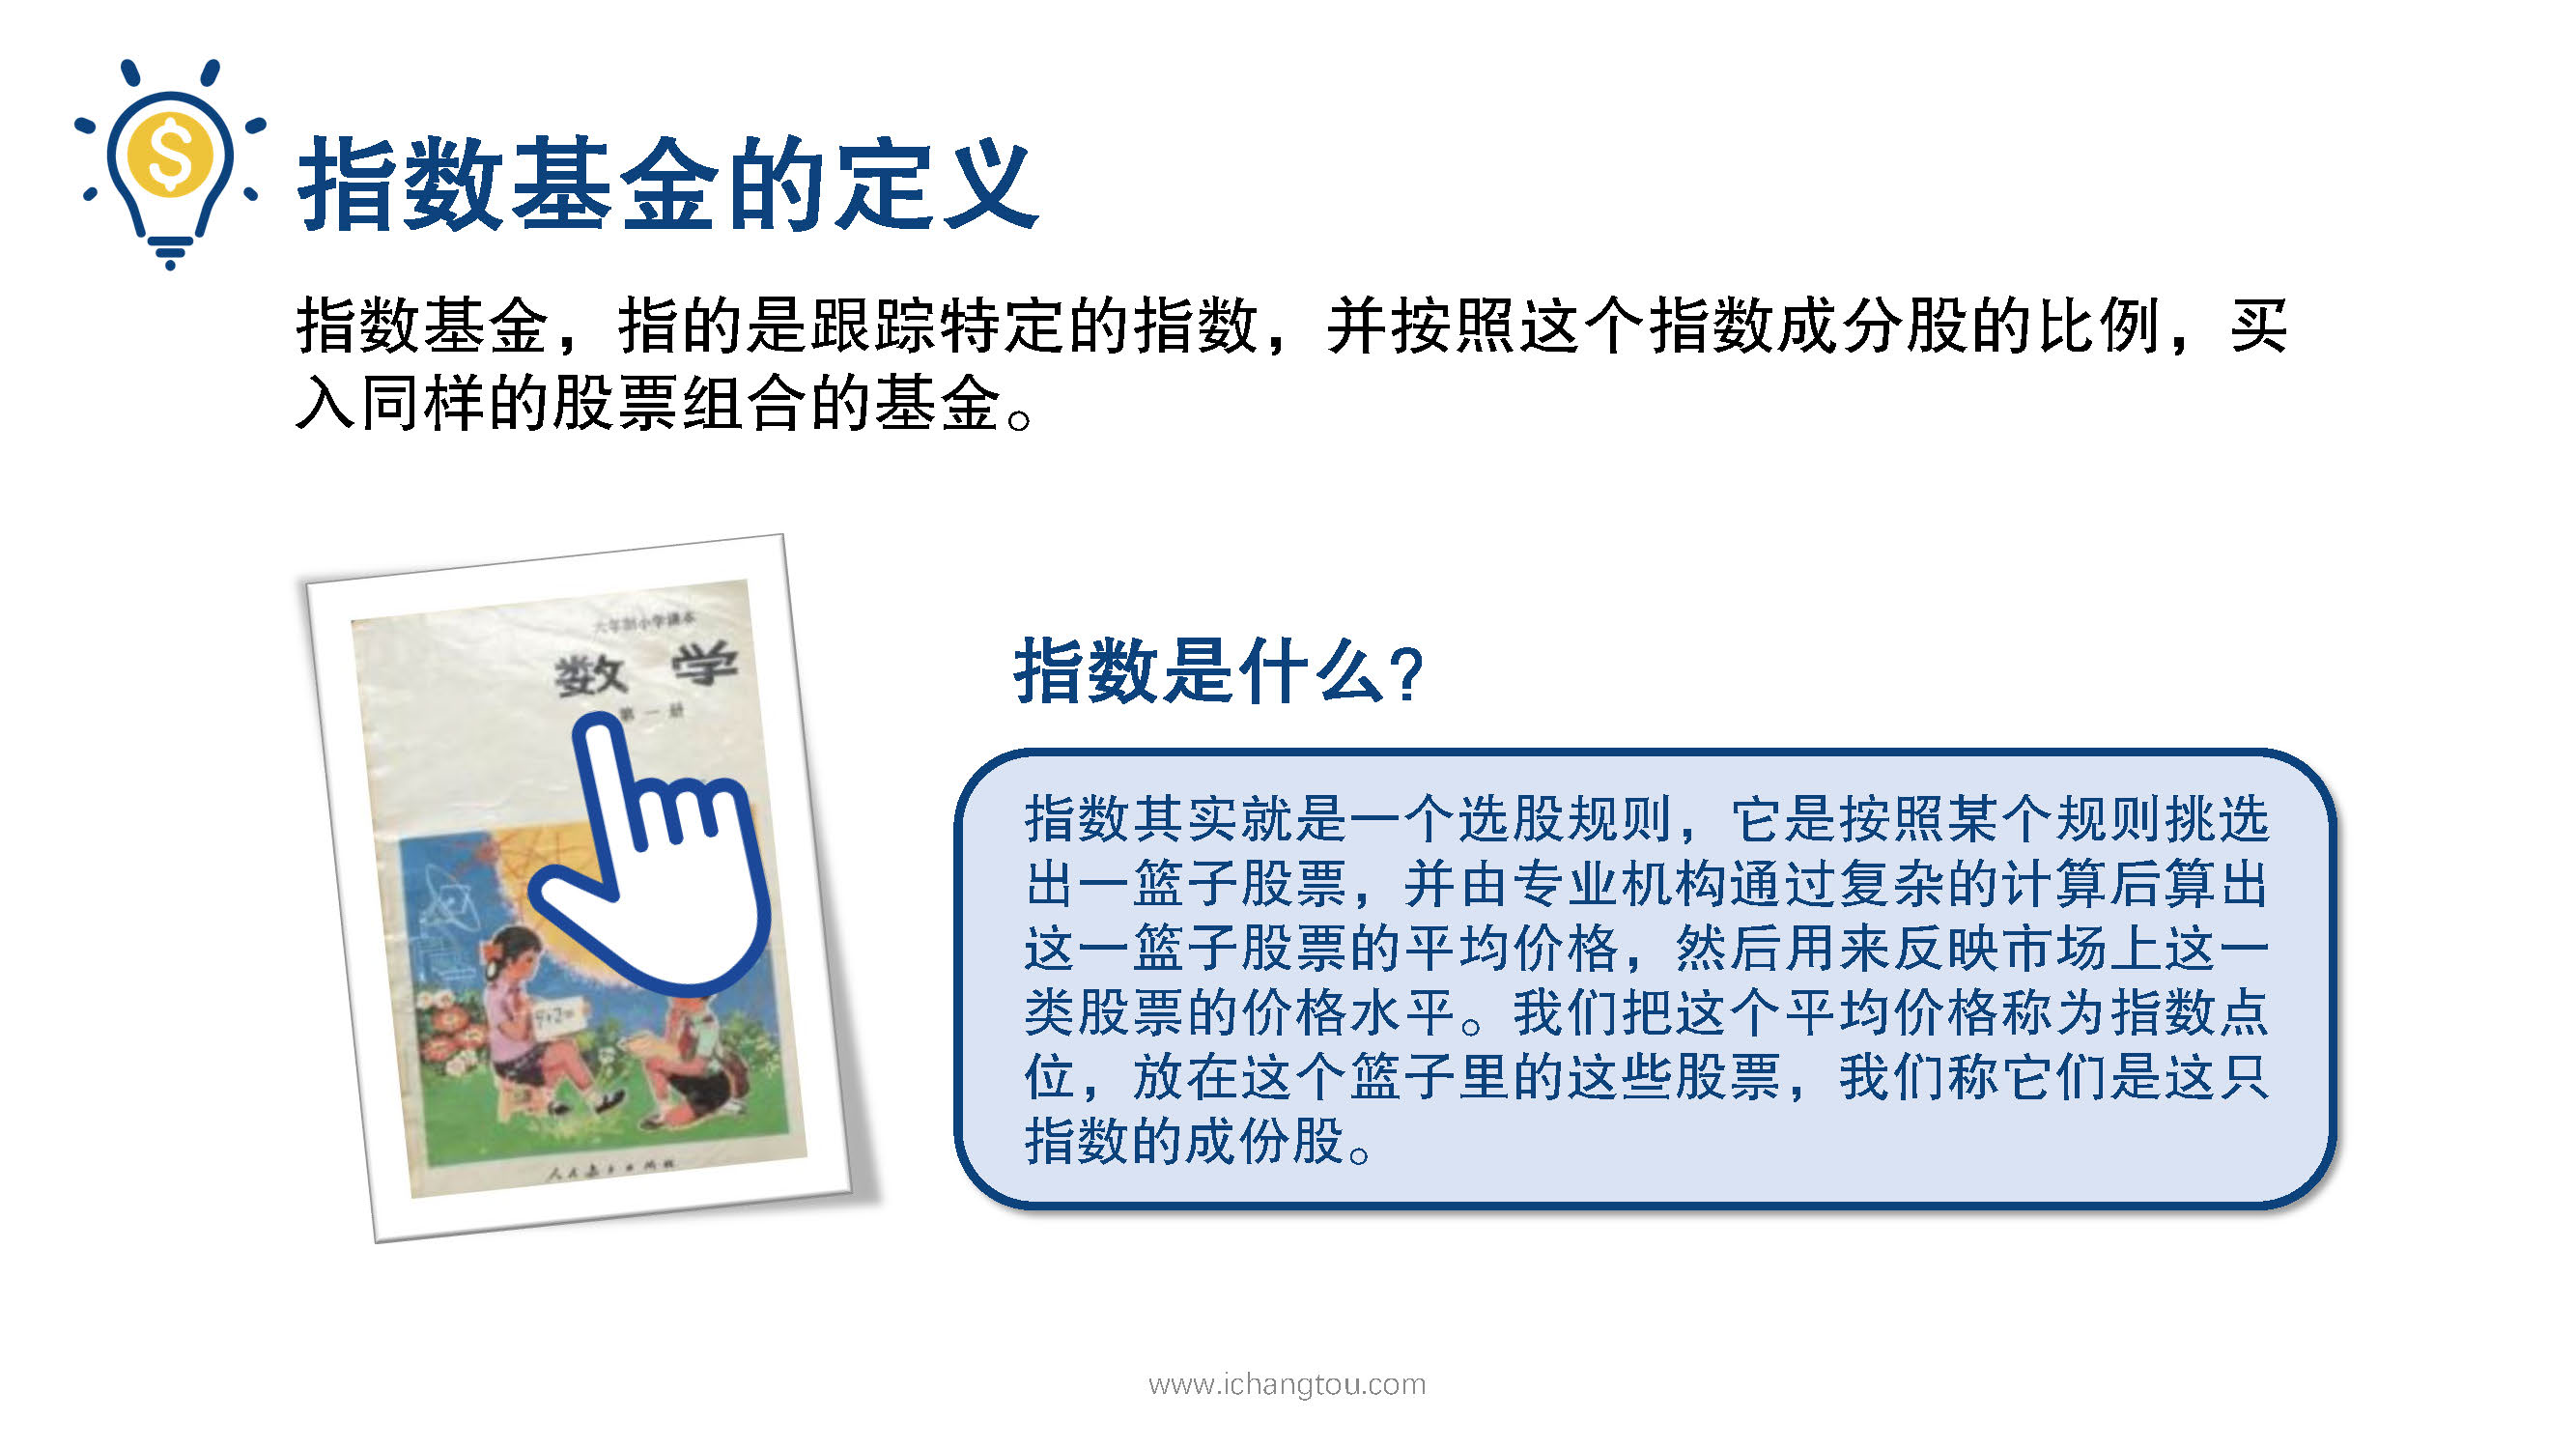 指数基金的定义
指数基金，指的是跟踪特定的指数，并按照这个指数成分股的比例，买
入同样的股票组合的基金。
六年制小学课本
数 学
第一册
9+2=
指数是什么?
指数其实就是一个选股规则，它是按照某个规则挑选
出一篮子股票，并由专业机构通过复杂的计算后算出
这一篮子股票的平均价格，然后用来反映市场上这一
类股票的价格水平。我们把这个平均价格称为指数点
位，放在这个篮子里的这些股票，我们称它们是这只
指数的成份股。
www.ichangtou.com